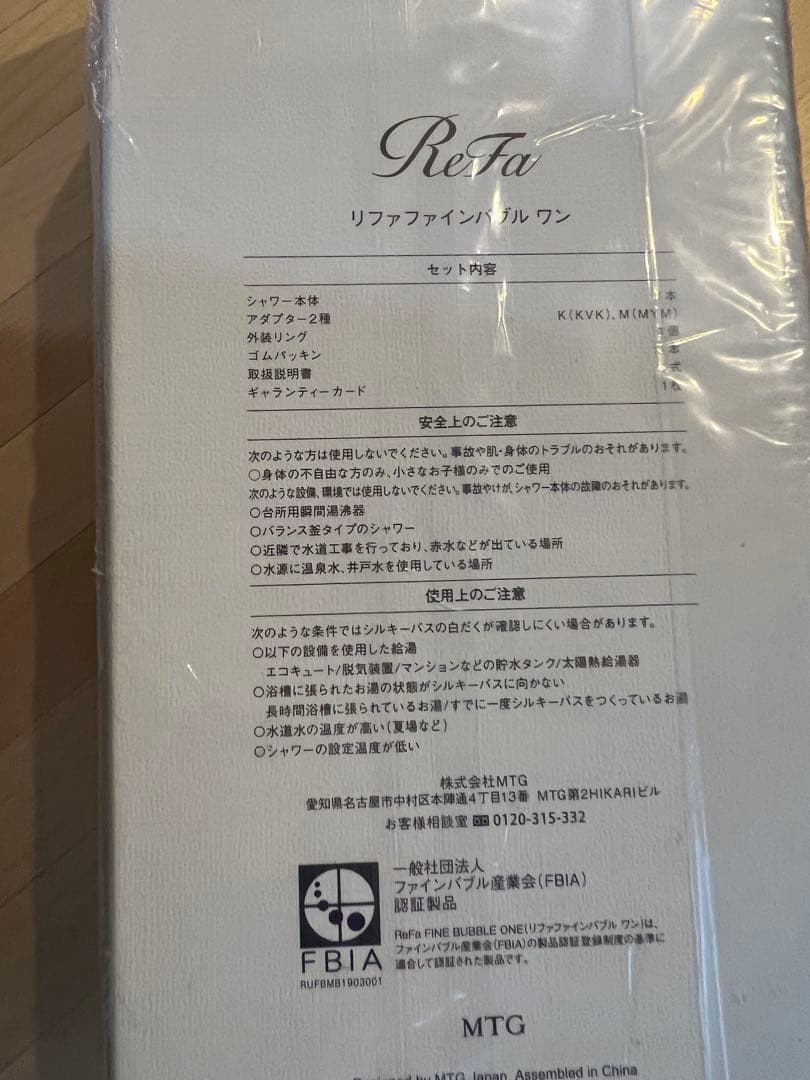 ReFa
リファファインバブル ワン
セット内容
シャワー本体 本
アダプター2種 K(KVK)、M(MYM)
外装リング 個
ゴムパッキン 本
取扱説明書 式
ギャランティーカード 1枚
安全上のご注意
次のような方は使用しないでください。事故や肌・身体のトラブルのおそれがあります。
○身体の不自由な方のみ、小さなお子様のみでのご使用
次のような設備、環境では使用しないでください。事故やけが、シャワー本体の故障のおそれがあります。
○台所用瞬間湯沸器
○バランス釜タイプのシャワー
○近隣で水道工事を行っており、赤水などが出ている場所
○水源に温泉水、井戸水を使用している場所
使用上のご注意
次のような条件ではシルキーバスの白だくが確認しにくい場合があります。
○以下の設備を使用した給湯
エコキュート/脱気装置/マンションなどの貯水タンク/太陽熱給湯器
○浴槽に張られたお湯の状態がシルキーバスに向かない
長時間浴槽に張られているお湯/すでに一度シルキーバスをつくっているお湯
○水道水の温度が高い(夏場など)
○シャワーの設定温度が低い
株式会社MTG
愛知県名古屋市中村区本陣通4丁目13番 MTG第2HIKARIビル
お客様相談室 0120-315-332
一般社団法人
ファインバブル産業会(FBIA)
認証製品
ReFa FINE BUBBLE ONE(リファファインバブル ワン)は、
ファインバブル産業会(FBIA)の製品認証登録制度の基準に
適合して認証された製品です。
FBIA
RUFBMB1903001
MTG
Designed by MTG Japan, Assembled in China